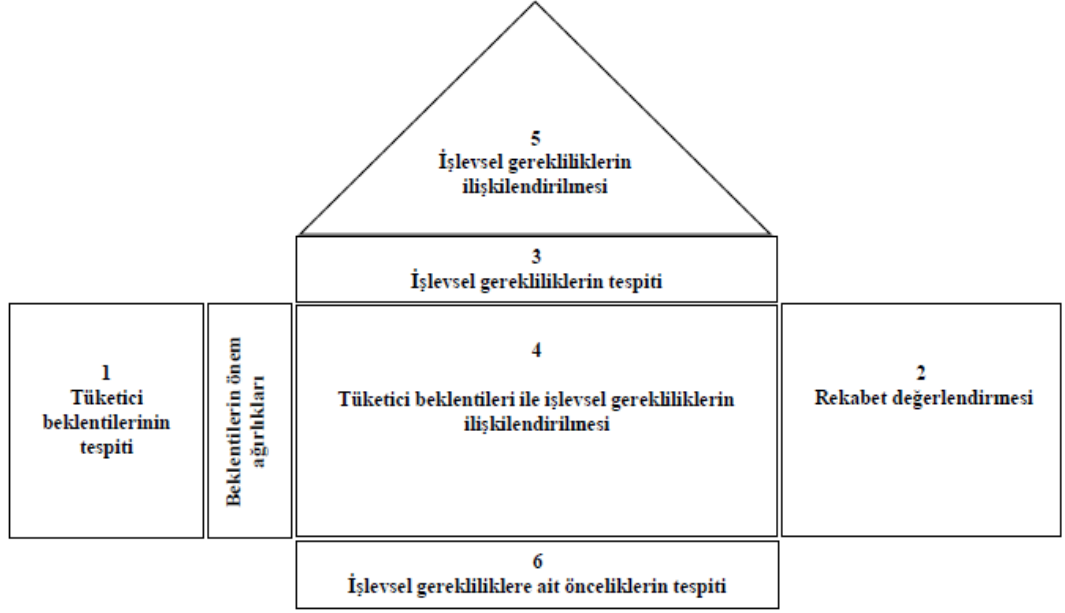 5
İşlevsel gerekliliklerin
ilişkilendirilmesi
3
İşlevsel gerekliliklerin tespiti
1
Tüketici
beklentilerinin
tespiti
Beklentilerin önem
ağırlıkları
4
Tüketici beklentileri ile işlevsel gerekliliklerin
ilişkilendirilmesi
2
Rekabet değerlendirmesi
6
İşlevsel gerekliliklere ait önceliklerin tespiti